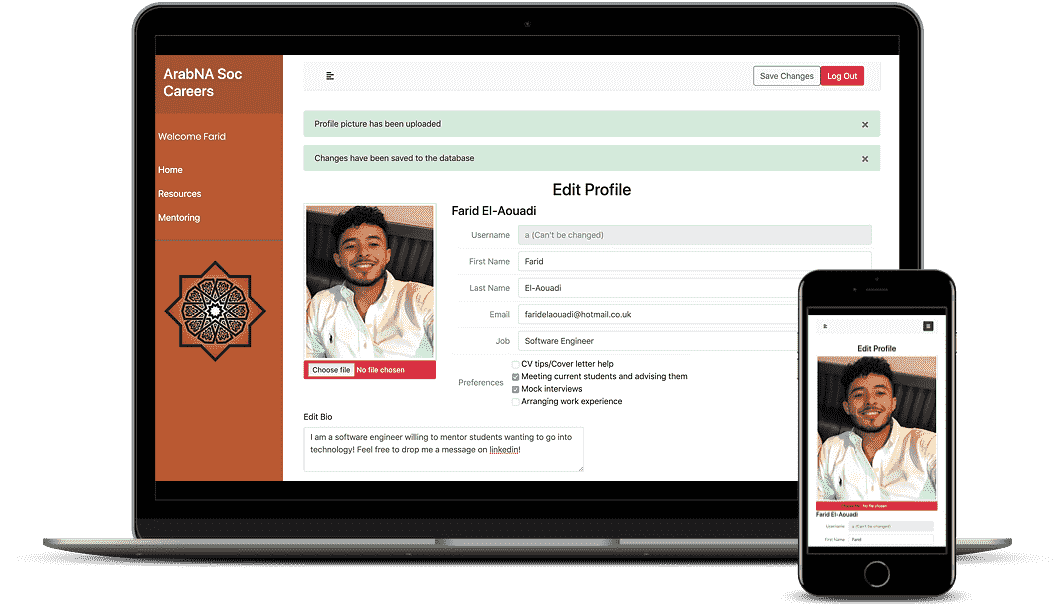 ArabNA Soc
Careers
Welcome Farid
Home
Resources
Mentoring
Save Changes
Log Out
Profile picture has been uploaded
×
Changes have been saved to the database
×
Edit Profile
Farid El-Aouadi
Username
a (Can't be changed)
First Name
Farid
Last Name
El-Aouadi
Email
faridelaouadi@hotmail.co.uk
Job
Software Engineer
Preferences
CV tips/Cover letter help
Meeting current students and advising them
Mock interviews
Arranging work experience
Choose file No file chosen
Edit Bio
I am a software engineer willing to mentor students wanting to go into
technology! Feel free to drop me a message on linkedin!
Edit Profile
No file chosen
Farid El-Aouadi
Username
a (Can't be changed)
First Name
Farid